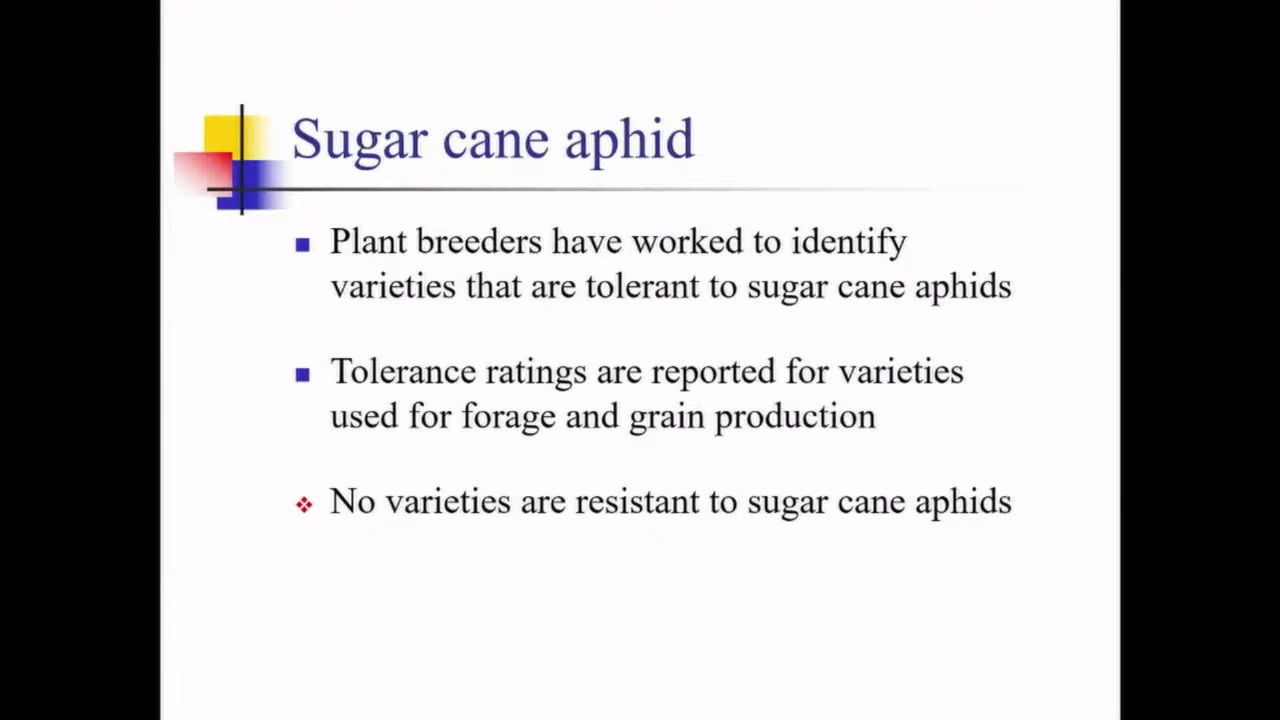 Sugar cane aphid
Plant breeders have worked to identify
varieties that are tolerant to sugar cane aphids
Tolerance ratings are reported for varieties
used for forage and grain production
No varieties are resistant to sugar cane aphids